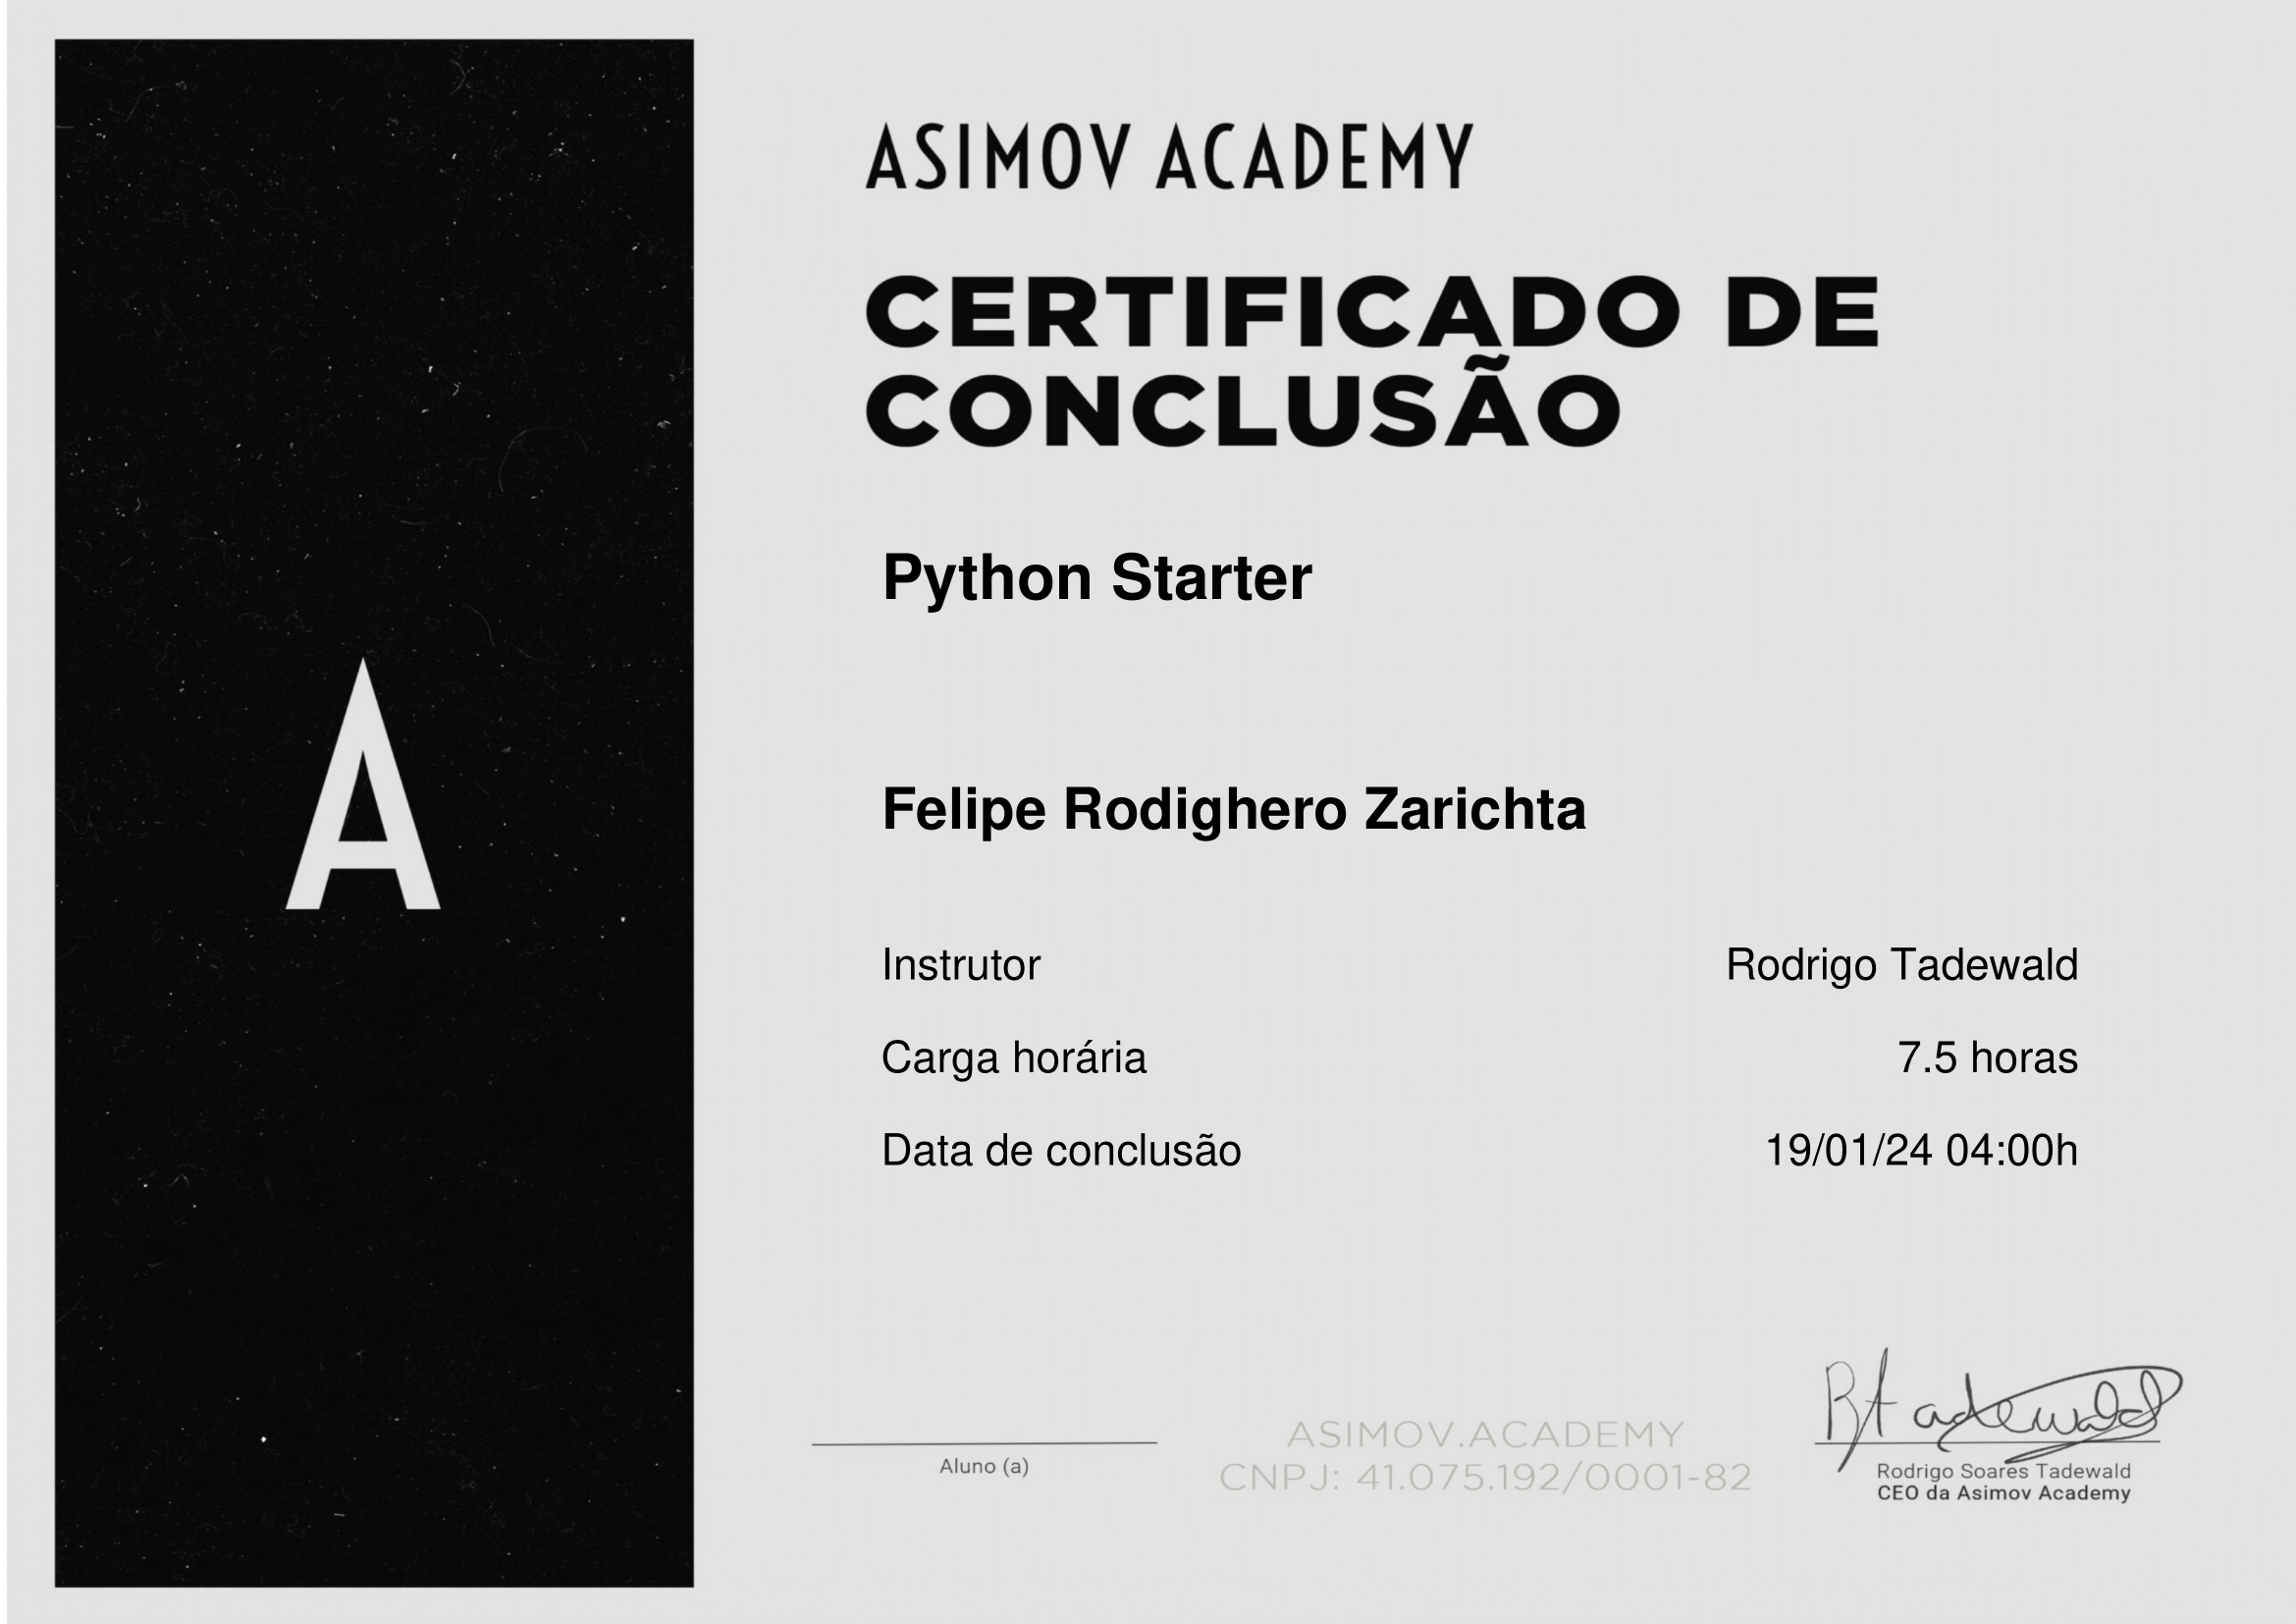 ASIMOV ACADEMY
CERTIFICADO DE
CONCLUSÃO
Python Starter
A
Felipe Rodighero Zarichta
Instrutor Rodrigo Tadewald
Carga horária 7.5 horas
Data de conclusão 19/01/24 04:00h
Rtadewald
Aluno (a)
ASIMOV.ACADEMY
CNPJ: 41.075.192/0001-82
Rodrigo Soares Tadewald
CEO da Asimov Academy